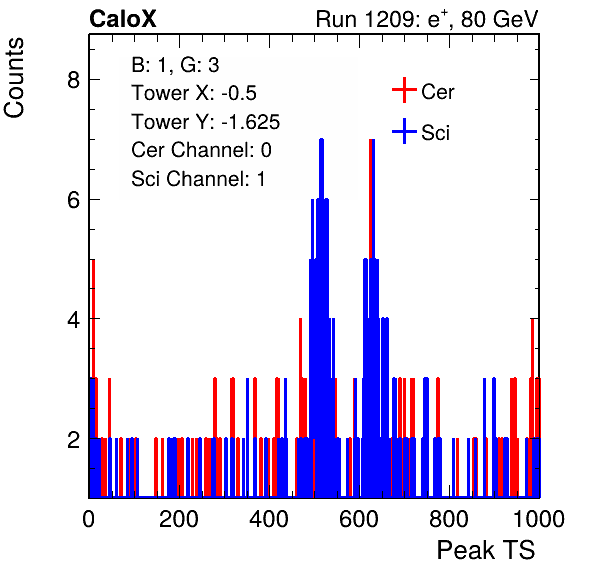 CaloX Run 1209: e⁺, 80 GeV
Counts
B: 1, G: 3
Tower X: -0.5
Tower Y: -1.625
Cer Channel: 0
Sci Channel: 1
Cer
Sci
8
6
4
2
0 200 400 600 800 1000
Peak TS